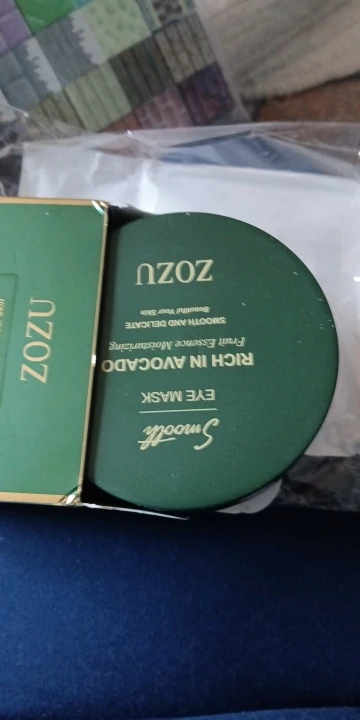 ZOZU
ZOZU
Beautiful Your Skin
SMOOTH AND DELICATE
Fruit Essence Moisturizing
RICH IN AVOCADO
EYE MASK
Smooth